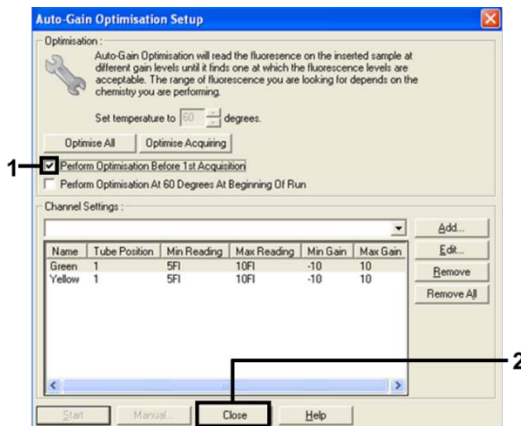 Auto-Gain Optimisation Setup
Optimisation :
Auto-Gain Optimisation will read the fluoresence on the inserted sample at
different gain levels until it finds one at which the fluorescence levels are
acceptable. The range of fluorescence you are looking for depends on the
chemistry you are performing.
Set temperature to 60 degrees.
Optimise All Optimise Acquiring
1
Perform Optimisation Before 1st Acquisition
Perform Optimisation At 60 Degrees At Beginning Of Run
Channel Settings :
Add...
Name Tube Position Min Reading Max Reading Min Gain Max Gain Edit...
Green 1 5Fl 10Fl -10 10
Yellow 1 5Fl 10Fl -10 10
Remove
Remove All
2
Start Manual... Close Help